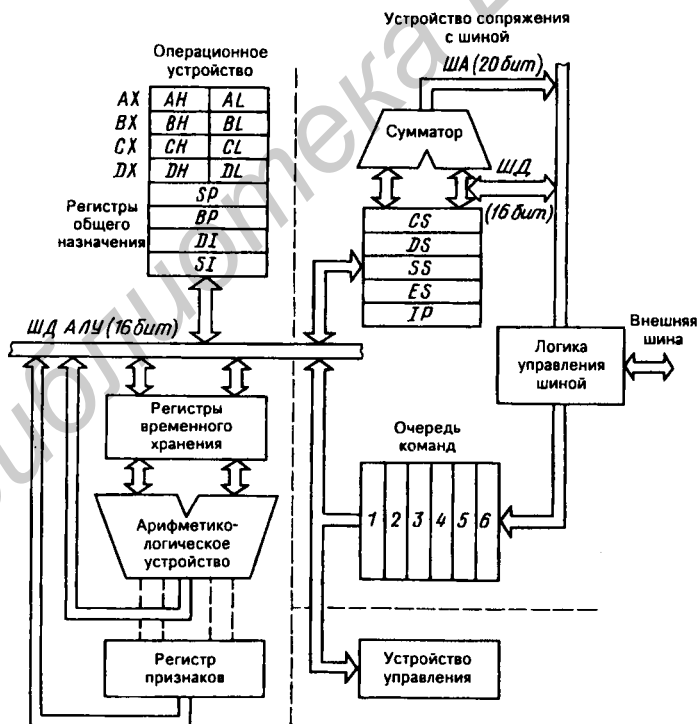 Устройство сопряжения
с шиной
Операционное
устройство
ША (20 бит)
AX AH AL
BX BH BL
CX CH CL
DX DH DL
SP
Регистры
общего
назначения
BP
DI
SI
Сумматор
ШД
(16 бит)
CS
DS
SS
ES
IP
ШД АЛУ (16 бит)
Логика
управления
шиной
Внешняя
шина
Регистры
временного
хранения
Очередь
команд
1 2 3 4 5 6
Арифметико-
логическое
устройство
Регистр
признаков
Устройство
управления
библиотека